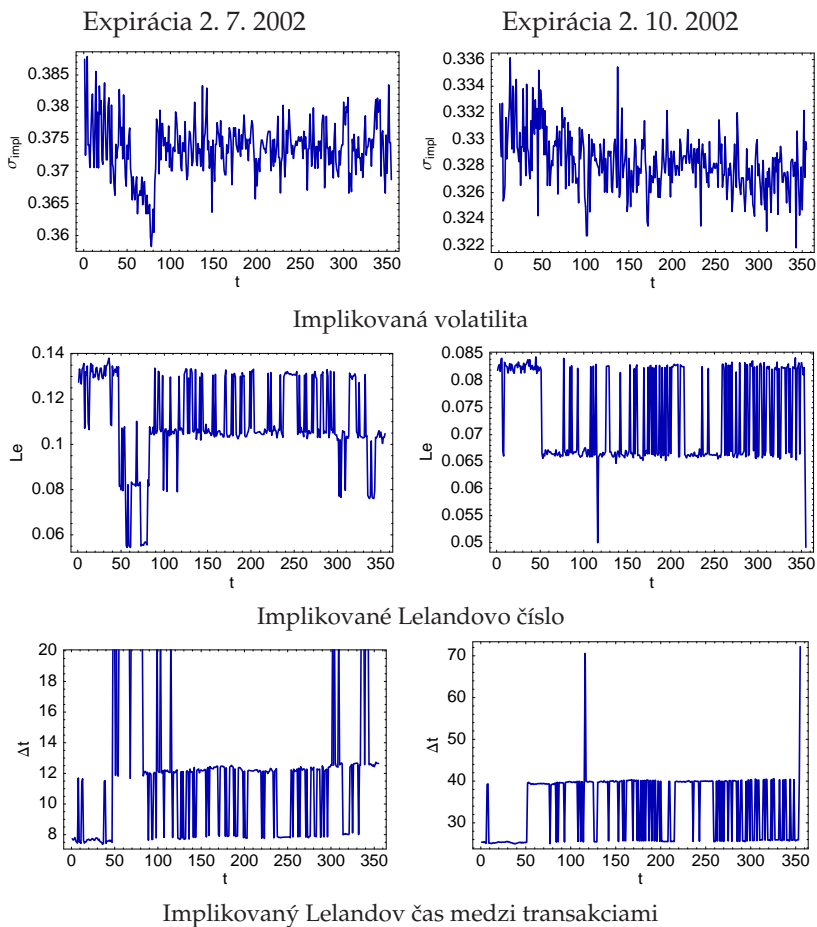 Expirácia 2. 7. 2002
Expirácia 2. 10. 2002
0.385
0.38
0.375
0.37
0.365
0.36
σimpl
0 50 100 150 200 250 300 350
t
0.336
0.334
0.332
0.33
0.328
0.326
0.324
0.322
σimpl
0 50 100 150 200 250 300 350
t
Implikovaná volatilita
0.14
0.12
0.1
0.08
0.06
Le
0 50 100 150 200 250 300 350
t
0.085
0.08
0.075
0.07
0.065
0.06
0.055
0.05
Le
0 50 100 150 200 250 300 350
t
Implikované Lelandovo číslo
20
18
16
14
12
10
8
Δt
0 50 100 150 200 250 300 350
t
70
60
50
40
30
Δt
0 50 100 150 200 250 300 350
t
Implikovaný Lelandov čas medzi transakciami